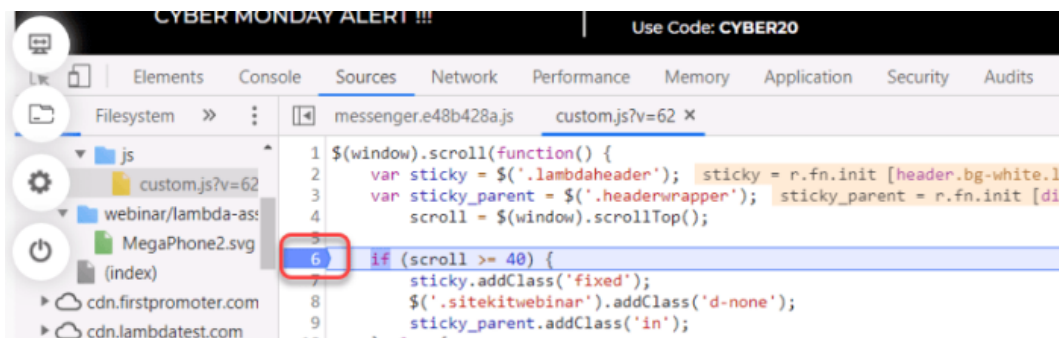 CYBER MONDAY ALERT !!!
Use Code: CYBER20
Elements Console Sources Network Performance Memory Application Security Audits
Filesystem » messenger.e48b428a.js custom.js?v=62 ×
js
custom.js?v=62
webinar/lambda-ass
MegaPhone2.svg
(index)
cdn.firstpromoter.com
cdn.lambdatest.com
1 $(window).scroll(function() {
2 var sticky = $('.lambdaheader'); sticky = r.fn.init [header.bg-white.l
3 var sticky_parent = $('.headerwrapper'); sticky_parent = r.fn.init [di
4 scroll = $(window).scrollTop();
5
6 if (scroll >= 40) {
7 sticky.addClass('fixed');
8 $('.sitekitwebinar').addClass('d-none');
9 sticky_parent.addClass('in');